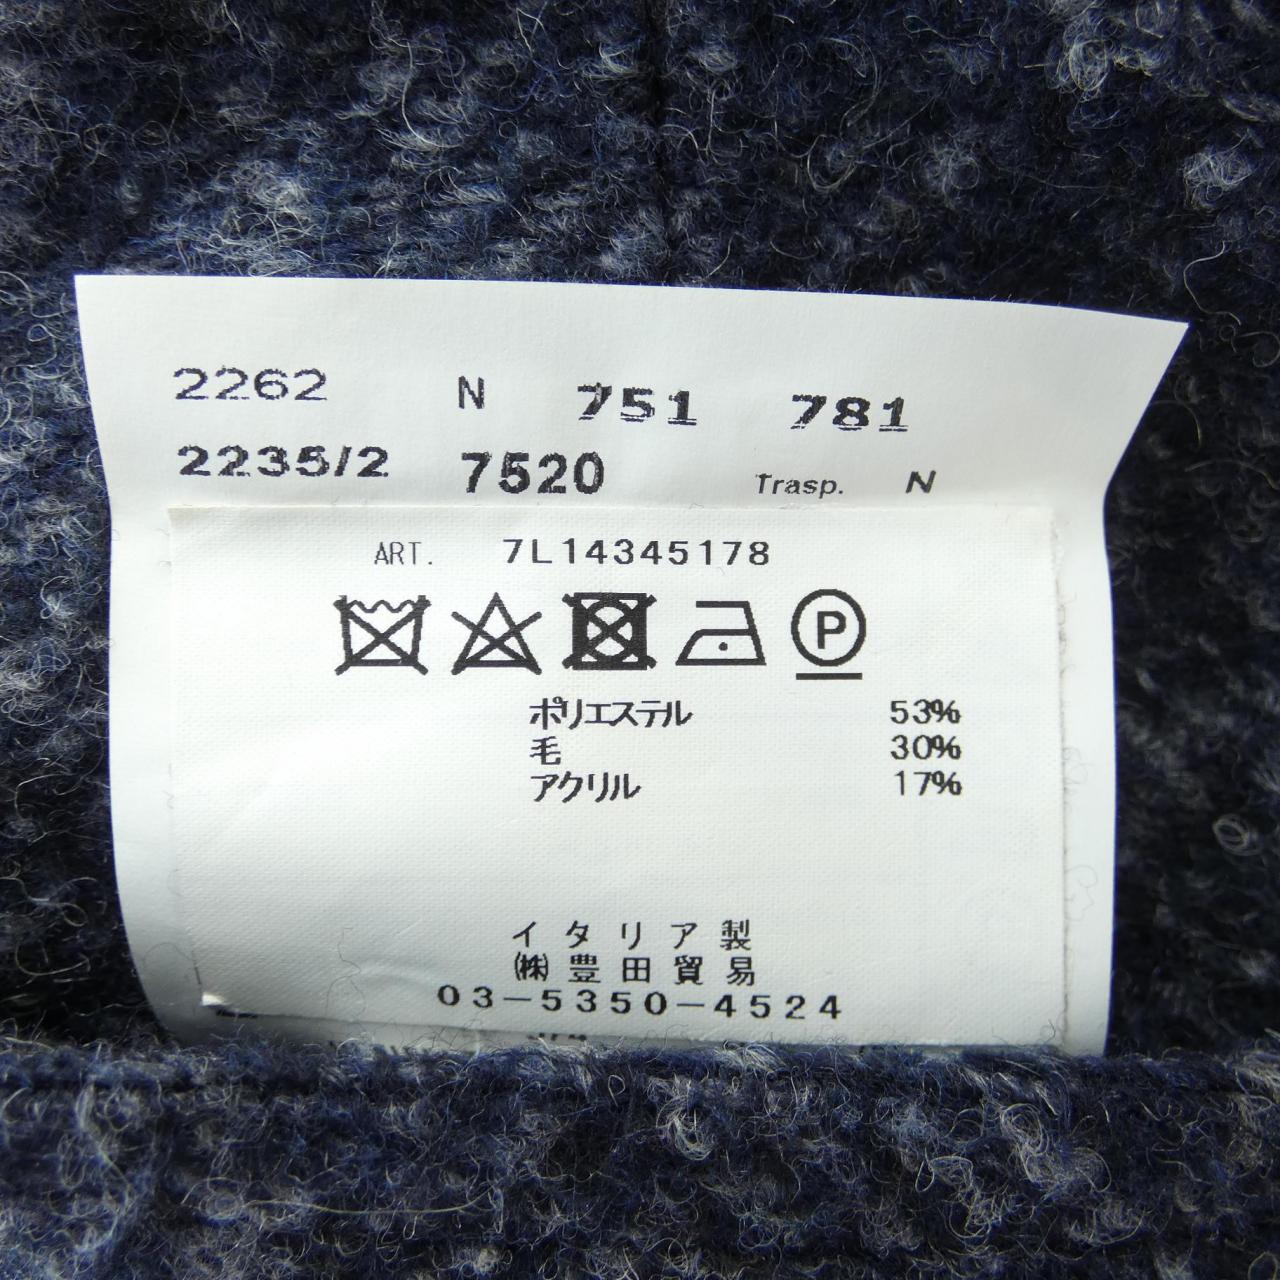 2262 N 751 781
2235/2 7520 Trasp. N
ART. 7L14345178
P
ポリエステル 53%
毛 30%
アクリル 17%
イタリア製
㈱豊田貿易
03-5350-4524